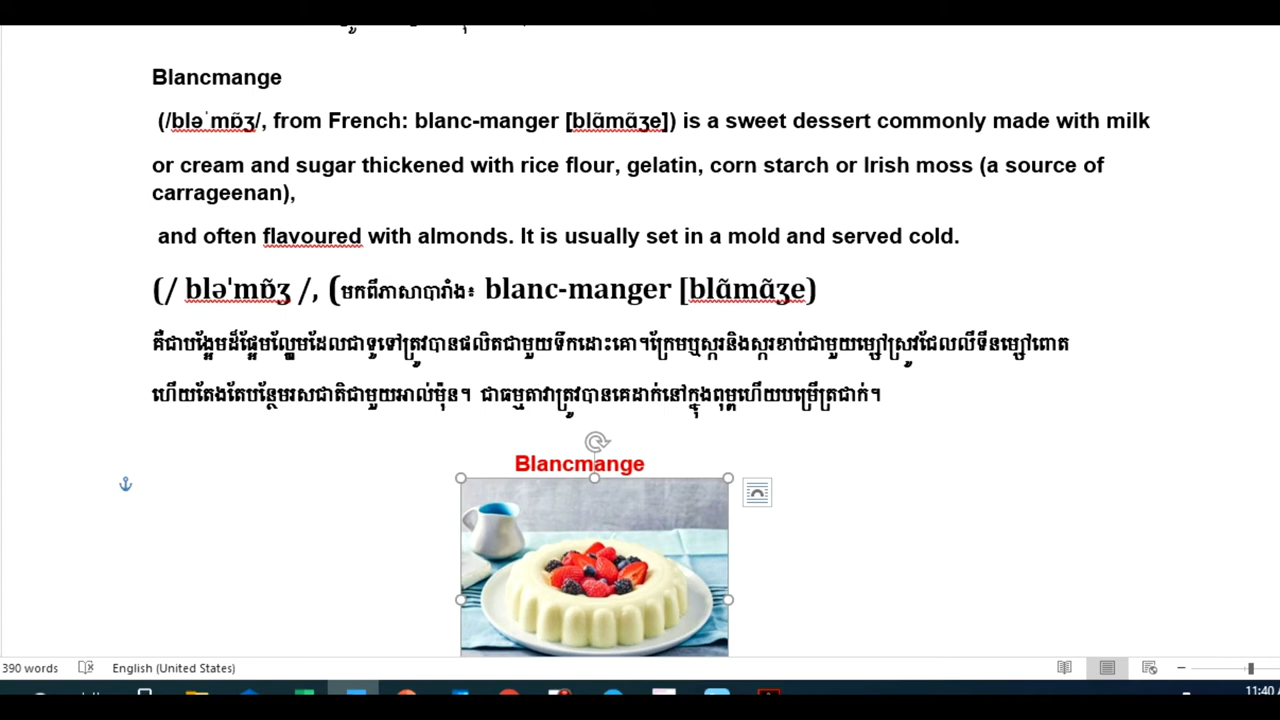 Blancmange
(/bləˈmɒ̃ʒ/, from French: blanc-manger [blɑ̃mɑ̃ʒe]) is a sweet dessert commonly made with milk
or cream and sugar thickened with rice flour, gelatin, corn starch or Irish moss (a source of
carrageenan),
and often flavoured with almonds. It is usually set in a mold and served cold.
(/ blə'mɒ̃ʒ /, (មកពីភាសាបារាំង៖ blanc-manger [blɑ̃mɑ̃ʒe)
គឺជាបង្អែមដ៏ផ្អែមល្ហែមដែលជាទូទៅត្រូវបានផលិតជាមួយទឹកដោះគោ។ក្រែមឬស្ករនិងស្ករខាប់ជាមួយម្សៅស្រូវជែលលីទីនម្សៅពោត
ហើយតែងតែបន្ថែមរសជាតិជាមួយអាល់ម៉ុន។ ជាធម្មតាវាត្រូវបានគេដាក់នៅក្នុងពុម្ពហើយបម្រើត្រជាក់។
Blancmange
390 words
English (United States)
11:40